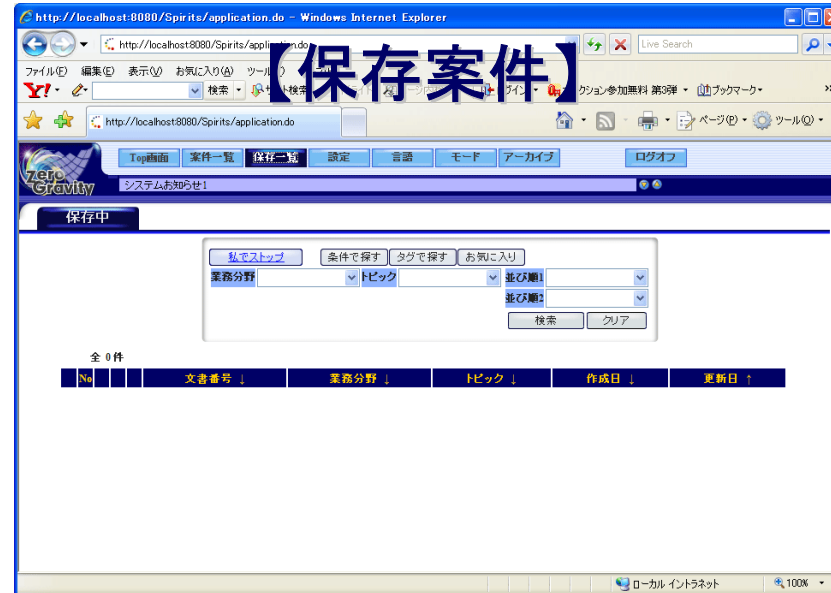 http://localhost:8080/Spirits/application.do - Windows Internet Explorer
http://localhost:8080/Spirits/application.do
Live Search
【保存案件】
ファイル(F) 編集(E) 表示(V) お気に入り(A)
Y! 検索
クション参加無料 第3弾 ブックマーク
http://localhost:8080/Spirits/application.do
ページ(P) ツール(O)
zero Gravity
Top画面 案件一覧 保存一覧 設定 言語 モード アーカイブ ログオフ
システムお知らせ1
保存中
私でストップ 条件で探す タグで探す お気に入り
業務分野 トピック 並び順1
並び順2
検索 クリア
全 0件
No 文書番号 ↓ 業務分野 ↓ トピック ↓ 作成日 ↓ 更新日 ↑
ローカル イントラネット 100%